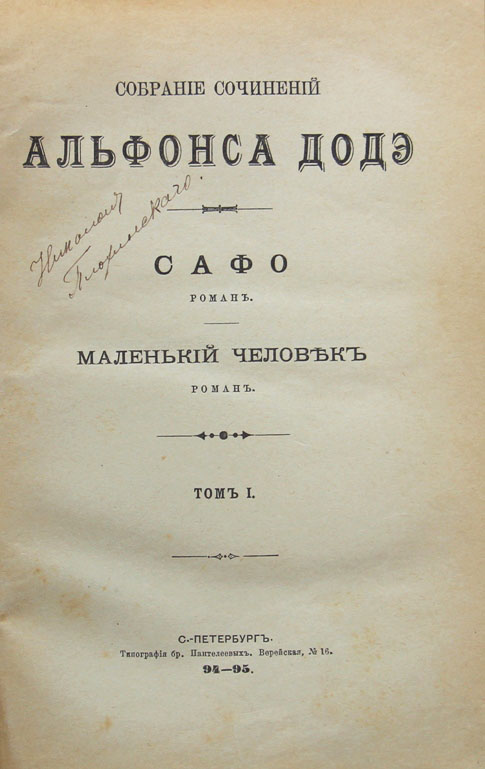 СОБРАНІЕ СОЧИНЕНІЙ
АЛЬФОНСА ДОДЭ
САФО
РОМАНЪ.
МАЛЕНЬКІЙ ЧЕЛОВѢКЪ
РОМАНЪ.
ТОМЪ I.
С.-ПЕТЕРБУРГЪ.
Типографія бр. Пантелеевыхъ. Верейская, № 16.
94—95.